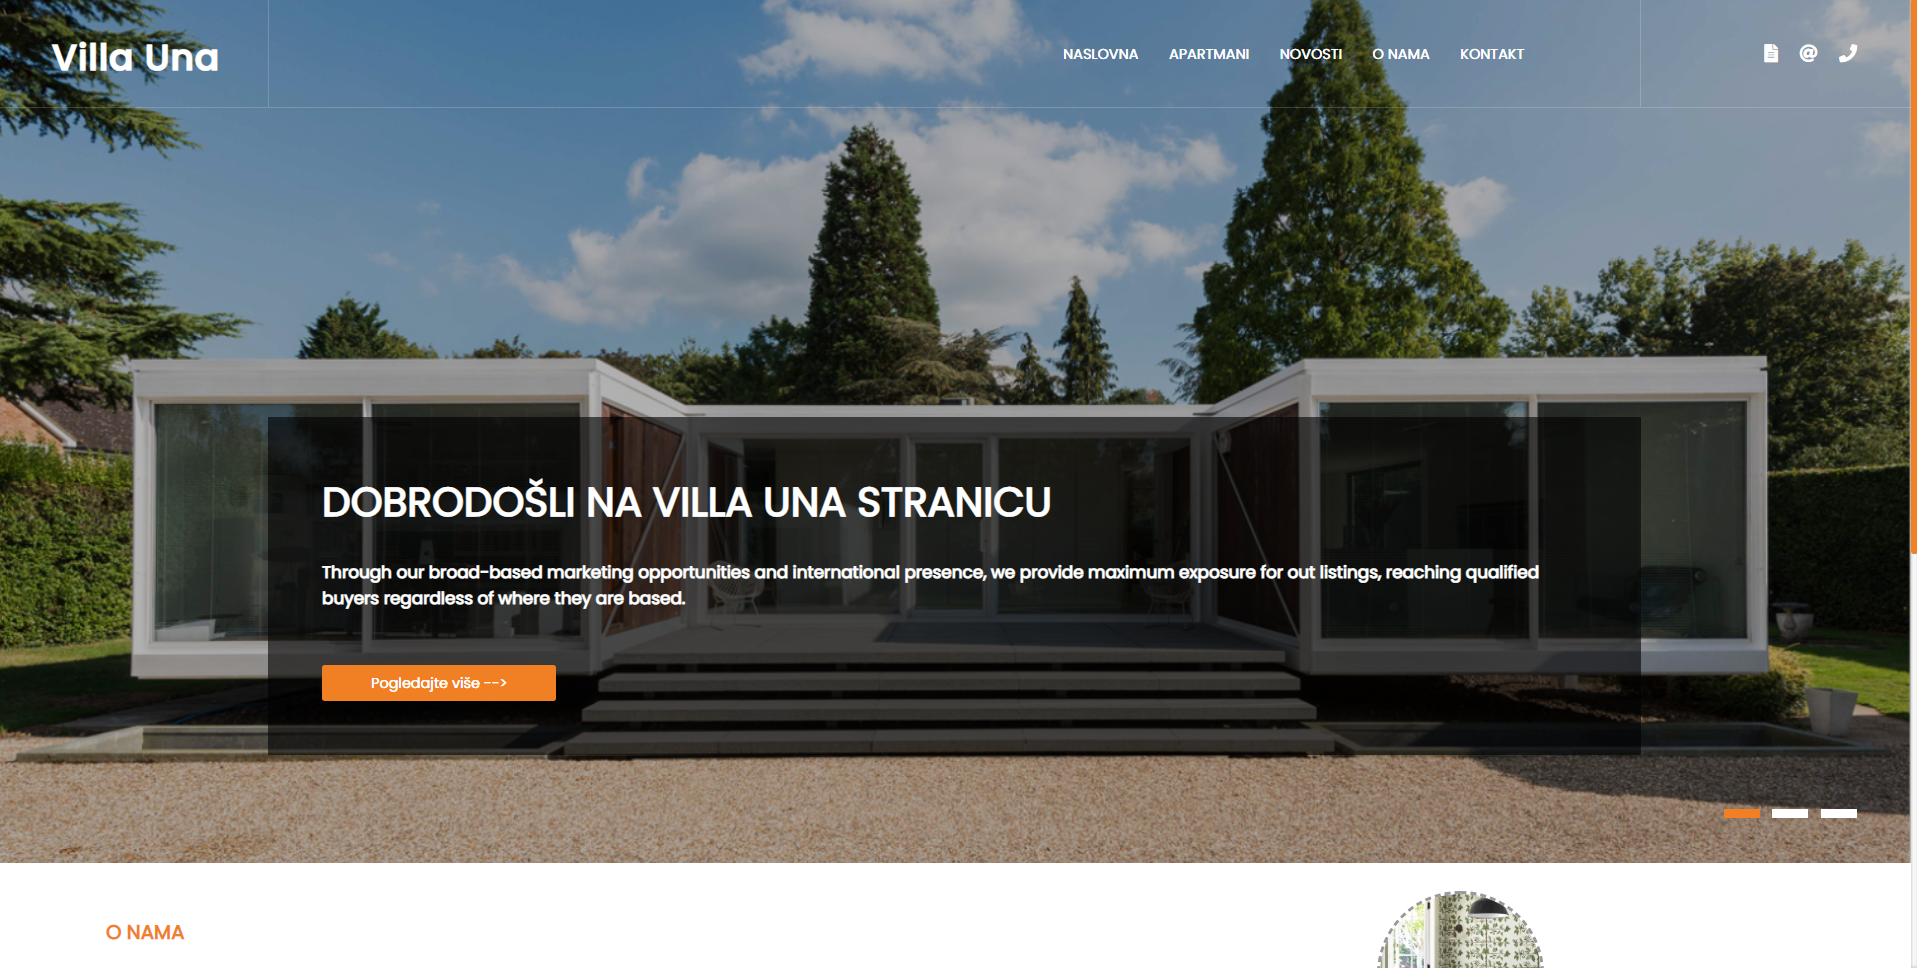 Villa Una
NASLOVNA APARTMANI NOVOSTI O NAMA KONTAKT
DOBRODOŠLI NA VILLA UNA STRANICU
Through our broad-based marketing opportunities and international presence, we provide maximum exposure for out listings, reaching qualified
buyers regardless of where they are based.
Pogledajte više -->
O NAMA